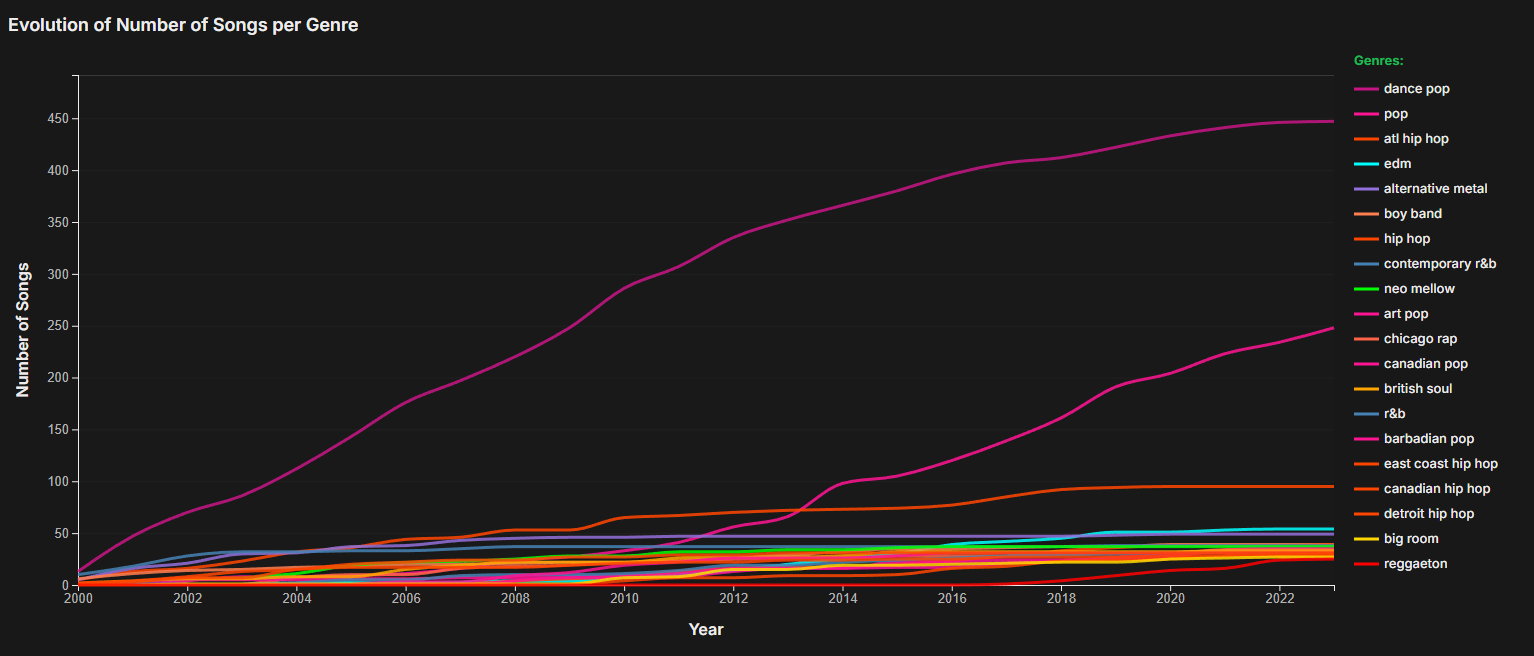 Evolution of Number of Songs per Genre
Genres:
dance pop
pop
atl hip hop
edm
alternative metal
boy band
hip hop
contemporary r&b
neo mellow
art pop
chicago rap
canadian pop
british soul
r&b
barbadian pop
east coast hip hop
canadian hip hop
detroit hip hop
big room
reggaeton
Number of Songs
450
400
350
300
250
200
150
100
50
0
2000 2002 2004 2006 2008 2010 2012 2014 2016 2018 2020 2022
Year